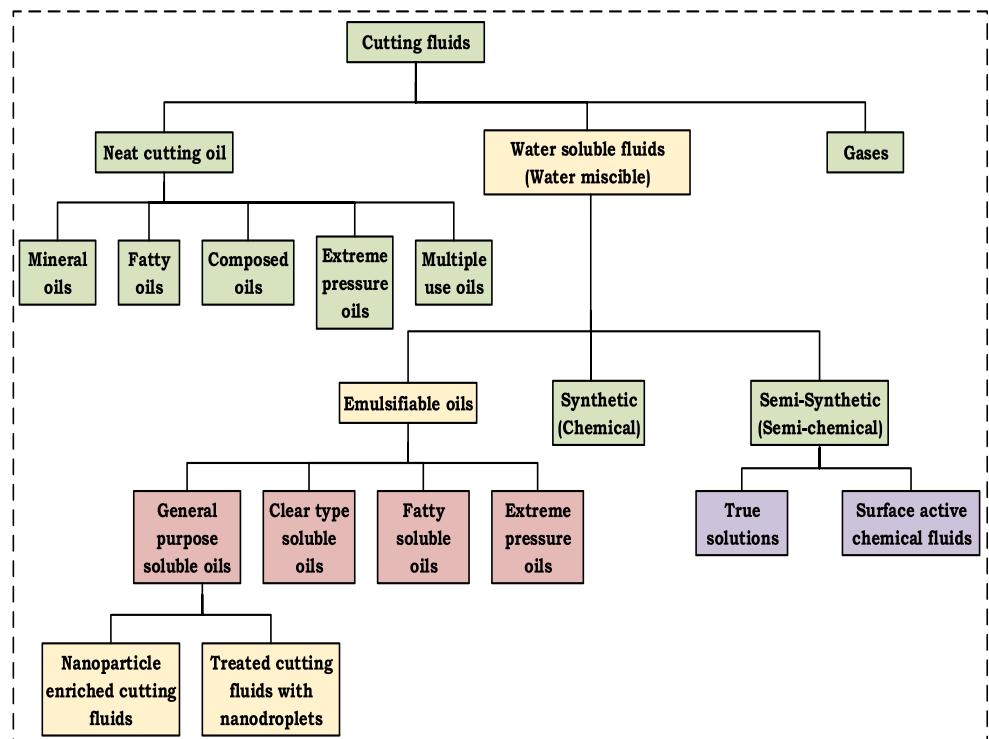 Cutting fluids
Neat cutting oil
Water soluble fluids
(Water miscible)
Gases
Mineral
oils
Fatty
oils
Composed
oils
Extreme
pressure
oils
Multiple
use oils
Emulsifiable oils
Synthetic
(Chemical)
Semi-Synthetic
(Semi-chemical)
General
purpose
soluble oils
Clear type
soluble
oils
Fatty
soluble
oils
Extreme
pressure
oils
True
solutions
Surface active
chemical fluids
Nanoparticle
enriched cutting
fluids
Treated cutting
fluids with
nanodroplets